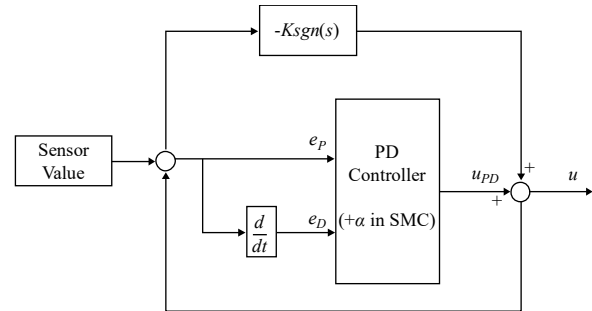 -Ksgn(s)
Sensor
Value
e_P
PD
Controller
(+α in SMC)
u_PD
+
+
u
d
dt
e_D